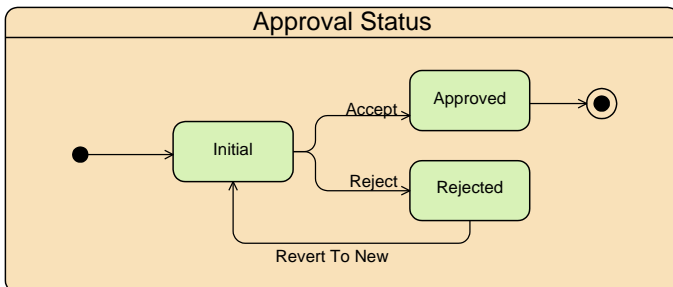 Approval Status
Accept
Approved
Initial
Reject
Rejected
Revert To New